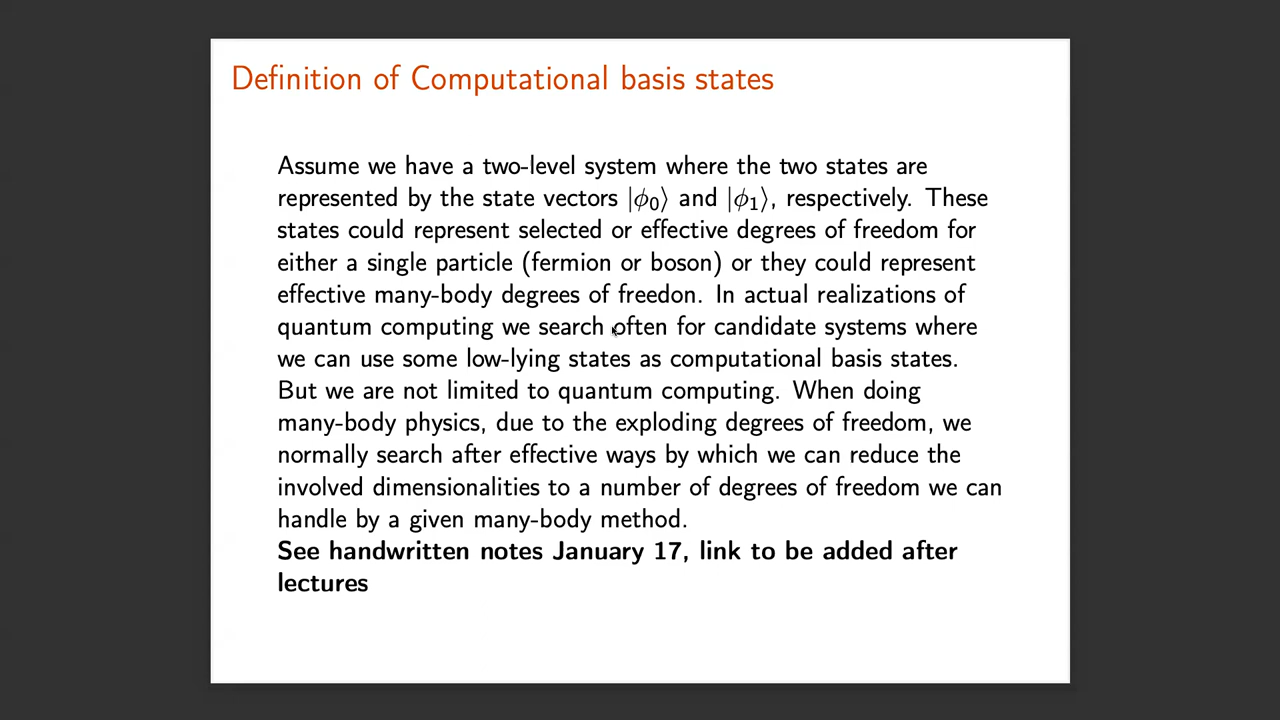 Definition of Computational basis states
Assume we have a two-level system where the two states are
represented by the state vectors |ϕ₀⟩ and |ϕ₁⟩, respectively. These
states could represent selected or effective degrees of freedom for
either a single particle (fermion or boson) or they could represent
effective many-body degrees of freedon. In actual realizations of
quantum computing we search often for candidate systems where
we can use some low-lying states as computational basis states.
But we are not limited to quantum computing. When doing
many-body physics, due to the exploding degrees of freedom, we
normally search after effective ways by which we can reduce the
involved dimensionalities to a number of degrees of freedom we can
handle by a given many-body method.
See handwritten notes January 17, link to be added after
lectures